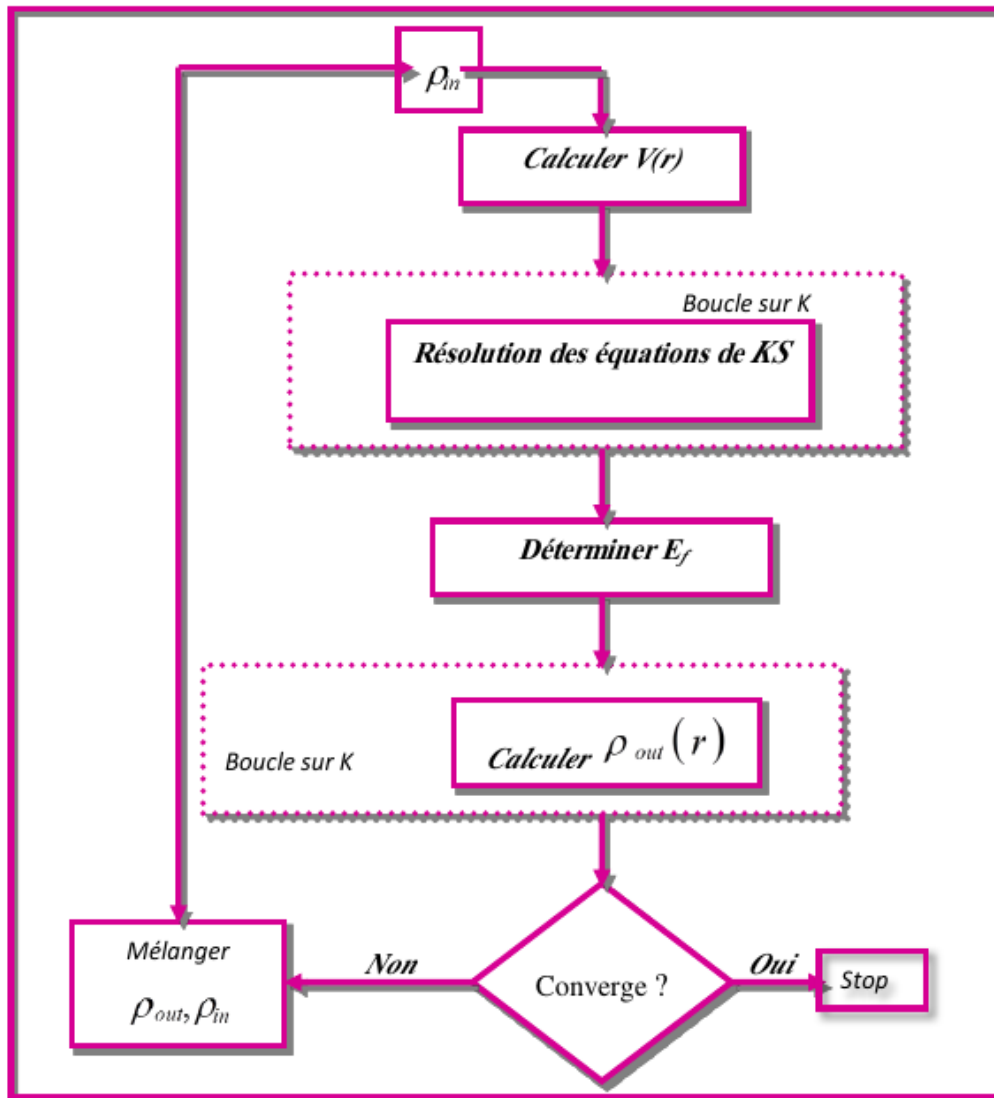 ρin
Calculer V(r)
Boucle sur K
Résolution des équations de KS
Déterminer Ef
Calculer ρ out (r)
Boucle sur K
Converge ?
Non
Oui
Stop
Mélanger
ρout, ρin